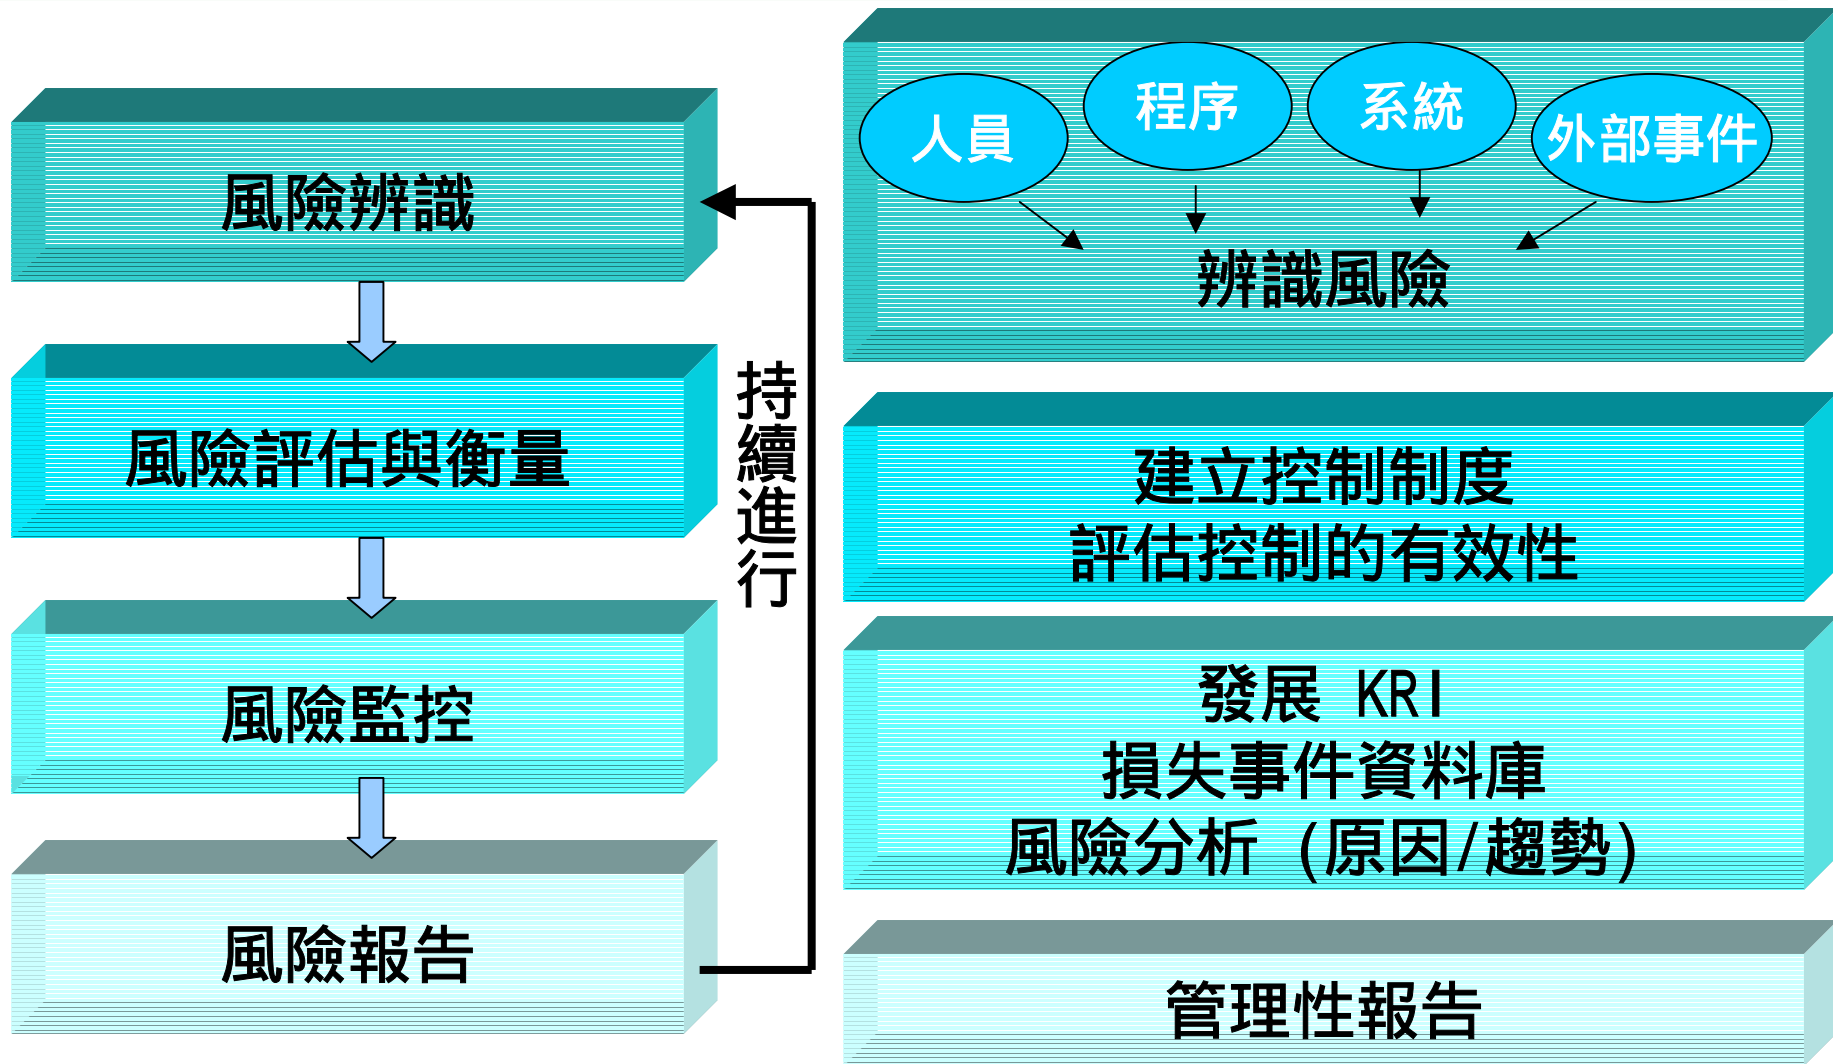 風險辨識
風險評估與衡量
風險監控
風險報告
持續進行
人員
程序
系統
外部事件
辨識風險
建立控制制度
評估控制的有效性
發展 KRI
損失事件資料庫
風險分析 (原因/趨勢)
管理性報告